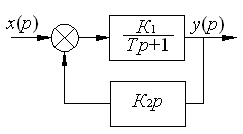 x(p)
K₁
Tp+1
y(p)
K₂p